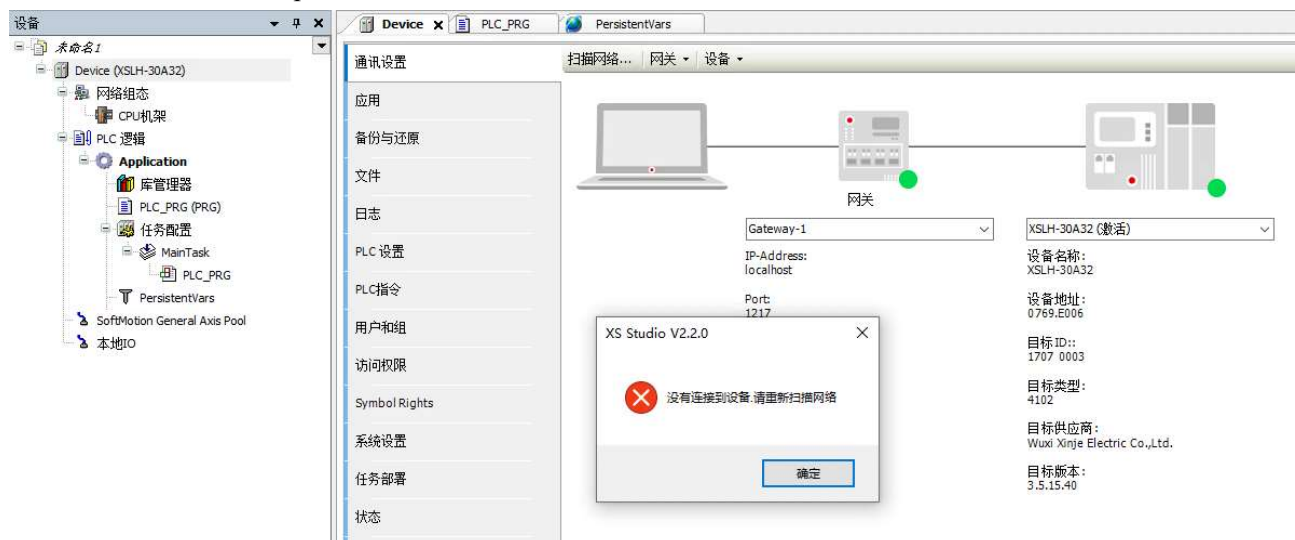 设备
未命名1
Device (XSLH-30A32)
网络组态
CPU机架
PLC 逻辑
Application
库管理器
PLC_PRG (PRG)
任务配置
MainTask
PLC_PRG
PersistentVars
SoftMotion General Axis Pool
本地IO
Device
PLC_PRG
PersistentVars
通讯设置
应用
备份与还原
文件
日志
PLC 设置
PLC指令
用户和组
访问权限
Symbol Rights
系统设置
任务部署
状态
扫描网络... 网关 设备
网关
Gateway-1
IP-Address:
localhost
Port:
1217
XSLH-30A32 (激活)
设备名称:
XSLH-30A32
设备地址:
0769.E006
目标ID::
1707 0003
目标类型:
4102
目标供应商:
Wuxi Xinje Electric Co.,Ltd.
目标版本:
3.5.15.40
XS Studio V2.2.0
没有连接到设备.请重新扫描网络
确定